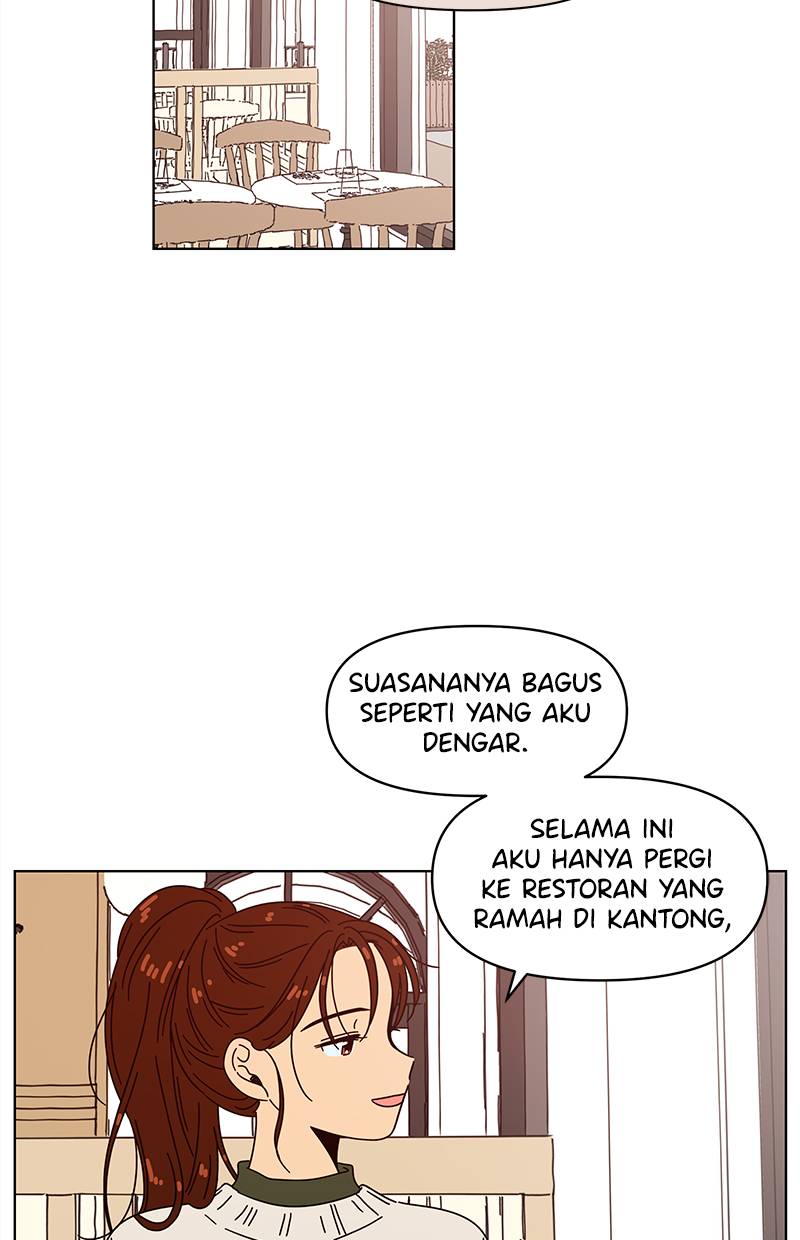 SUASANANYA BAGUS
SEPERTI YANG AKU
DENGAR.
SELAMA INI
AKU HANYA PERGI
KE RESTORAN YANG
RAMAH DI KANTONG,